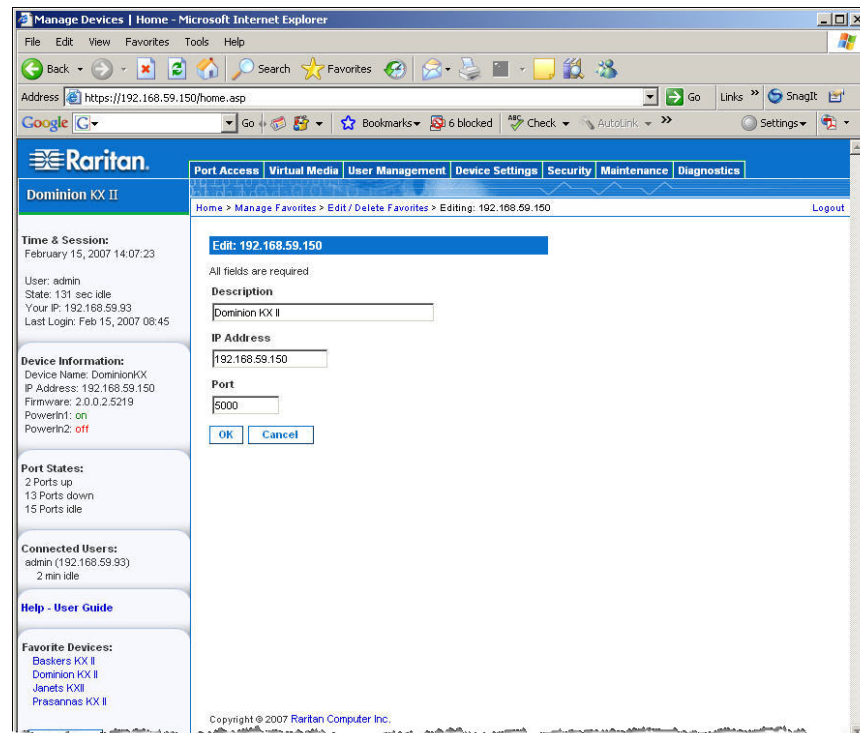 Manage Devices | Home - Microsoft Internet Explorer
File Edit View Favorites Tools Help
Back Search Favorites
Address https://192.168.59.150/home.asp Go Links » SnagIt
Google G Go Bookmarks 6 blocked ABC Check AutoLink » Settings
Raritan.
Port Access Virtual Media User Management Device Settings Security Maintenance Diagnostics
Dominion KX II
Home > Manage Favorites > Edit / Delete Favorites > Editing: 192.168.59.150 Logout
Time & Session:
February 15, 2007 14:07:23
User: admin
State: 131 sec idle
Your IP: 192.168.59.93
Last Login: Feb 15, 2007 08:45
Device Information:
Device Name: DominionKX
IP Address: 192.168.59.150
Firmware: 2.0.0.2.5219
PowerIn1: on
PowerIn2: off
Port States:
2 Ports up
13 Ports down
15 Ports idle
Connected Users:
admin (192.168.59.93)
2 min idle
Help - User Guide
Favorite Devices:
Baskers KX II
Dominion KX II
Janets KXII
Prasannas KX II
Edit: 192.168.59.150
All fields are required
Description
Dominion KX II
IP Address
192.168.59.150
Port
5000
OK Cancel
Copyright © 2007 Raritan Computer Inc.